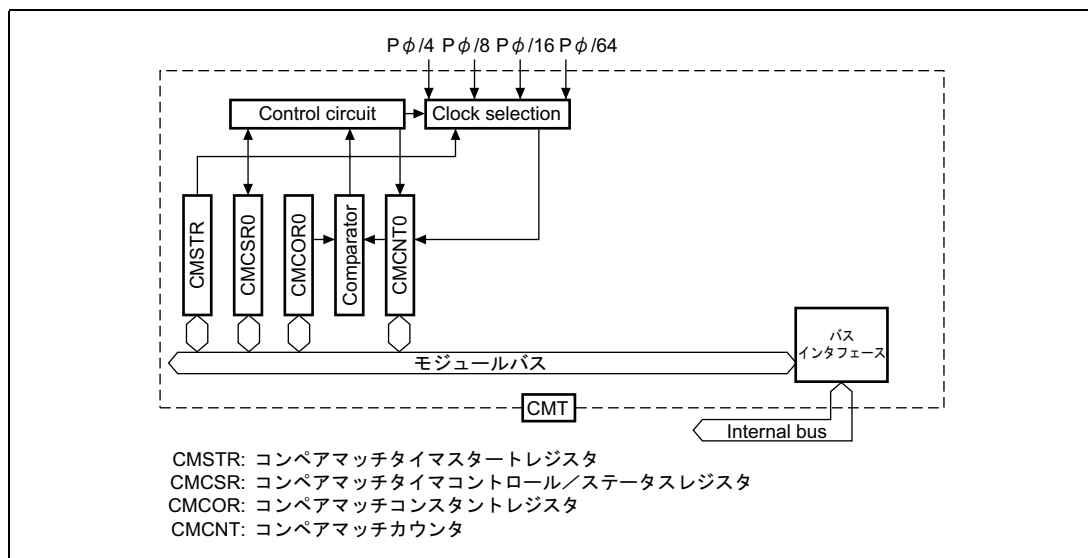 Pφ/4 Pφ/8 Pφ/16 Pφ/64
Control circuit
Clock selection
CMSTR
CMCSR0
CMCOR0
Comparator
CMCNT0
バス
インタフェース
モジュールバス
CMT
Internal bus
CMSTR: コンペアマッチタイマスタートレジスタ
CMCSR: コンペアマッチタイマコントロール／ステータスレジスタ
CMCOR: コンペアマッチコンスタントレジスタ
CMCNT: コンペアマッチカウンタ